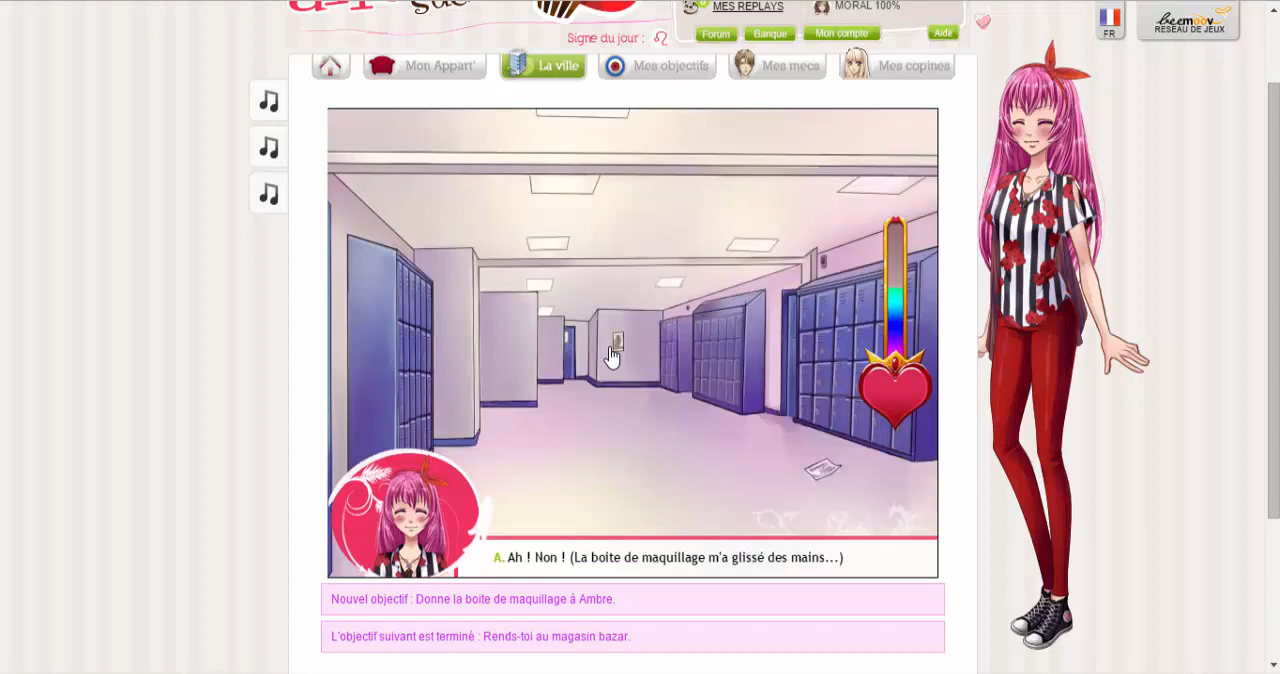 MES REPLAYS
MORAL 100%
Signe du jour :
Forum
Banque
Mon compte
Aide
FR
beemoov
RESEAU DE JEUX
Mon Appart'
La ville
Mes objectifs
Mes mecs
Mes copines
A. Ah ! Non ! (La boite de maquillage m'a glissé des mains...)
Nouvel objectif : Donne la boite de maquillage à Ambre.
L'objectif suivant est terminé : Rends-toi au magasin bazar.